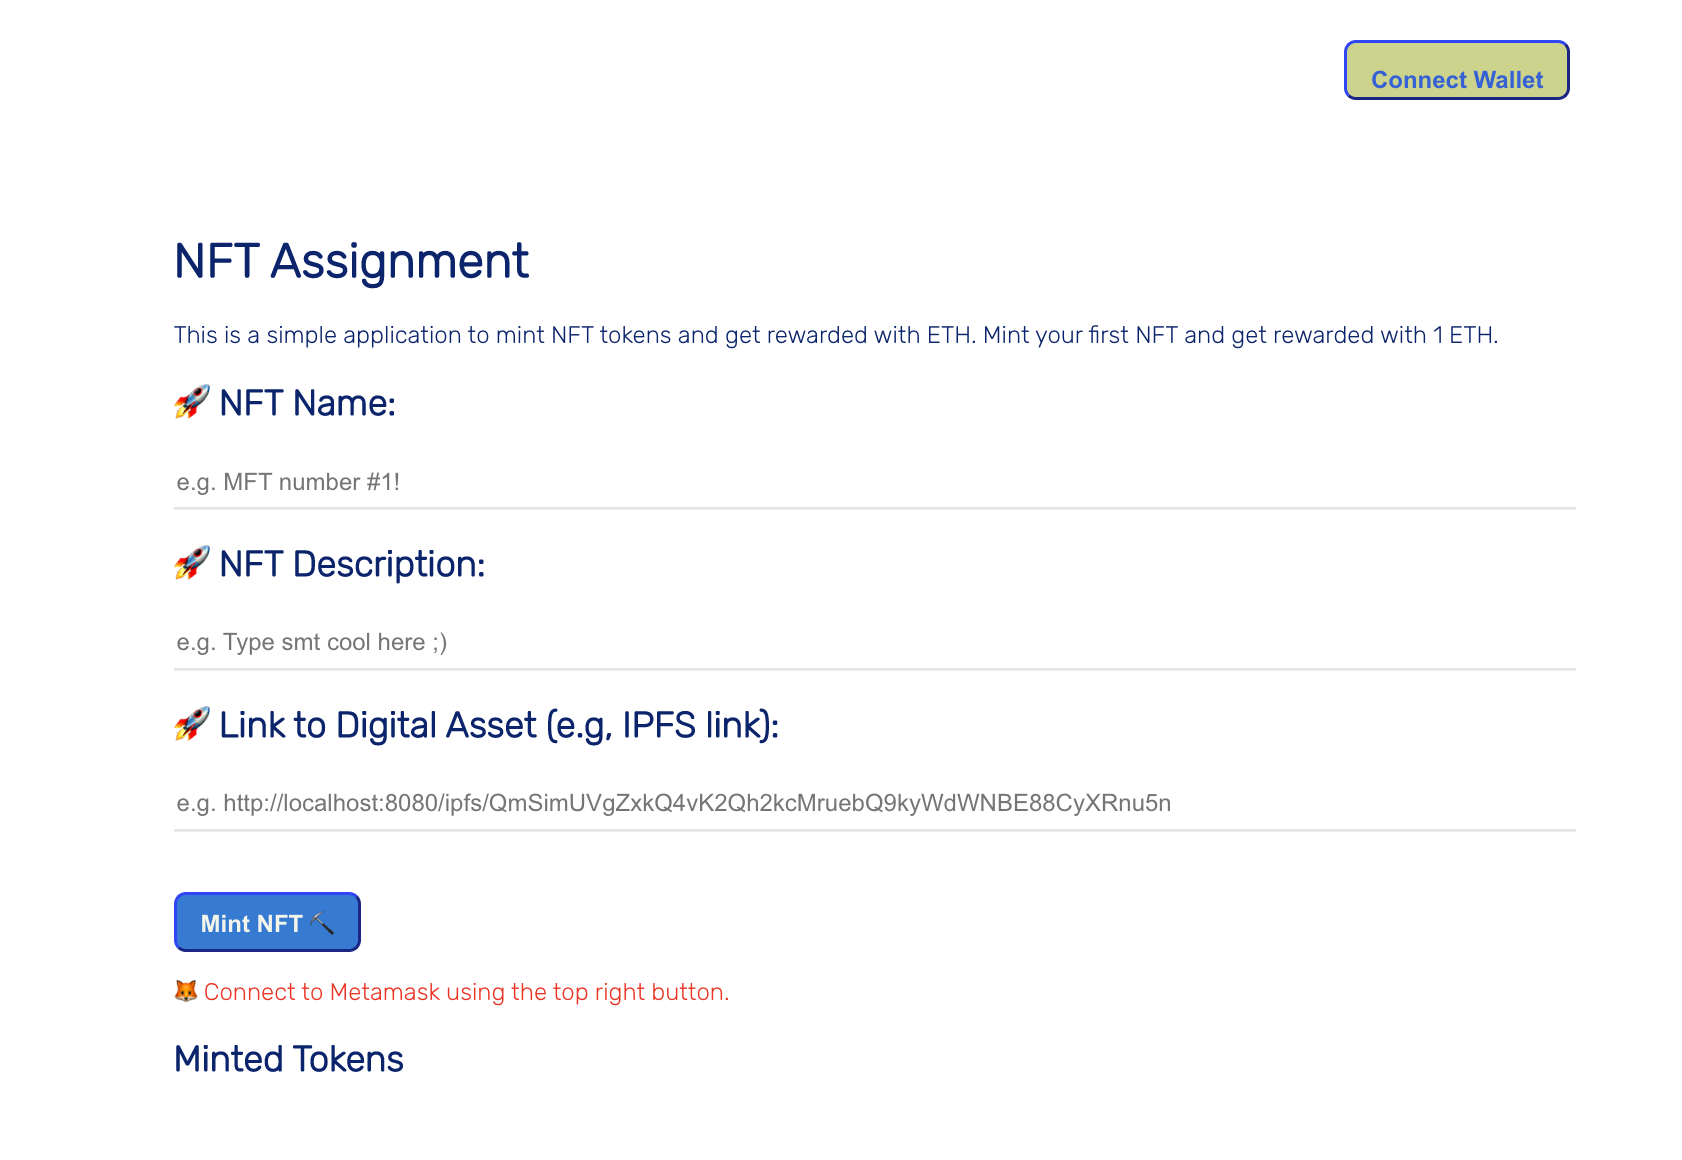 Connect Wallet
NFT Assignment
This is a simple application to mint NFT tokens and get rewarded with ETH. Mint your first NFT and get rewarded with 1 ETH.
🚀 NFT Name:
e.g. MFT number #1!
🚀 NFT Description:
e.g. Type smt cool here ;)
🚀 Link to Digital Asset (e.g, IPFS link):
e.g. http://localhost:8080/ipfs/QmSimUVgZxkQ4vK2Qh2kcMruebQ9kyWdWNBE88CyXRnu5n
Mint NFT ⛏️
🦊 Connect to Metamask using the top right button.
Minted Tokens